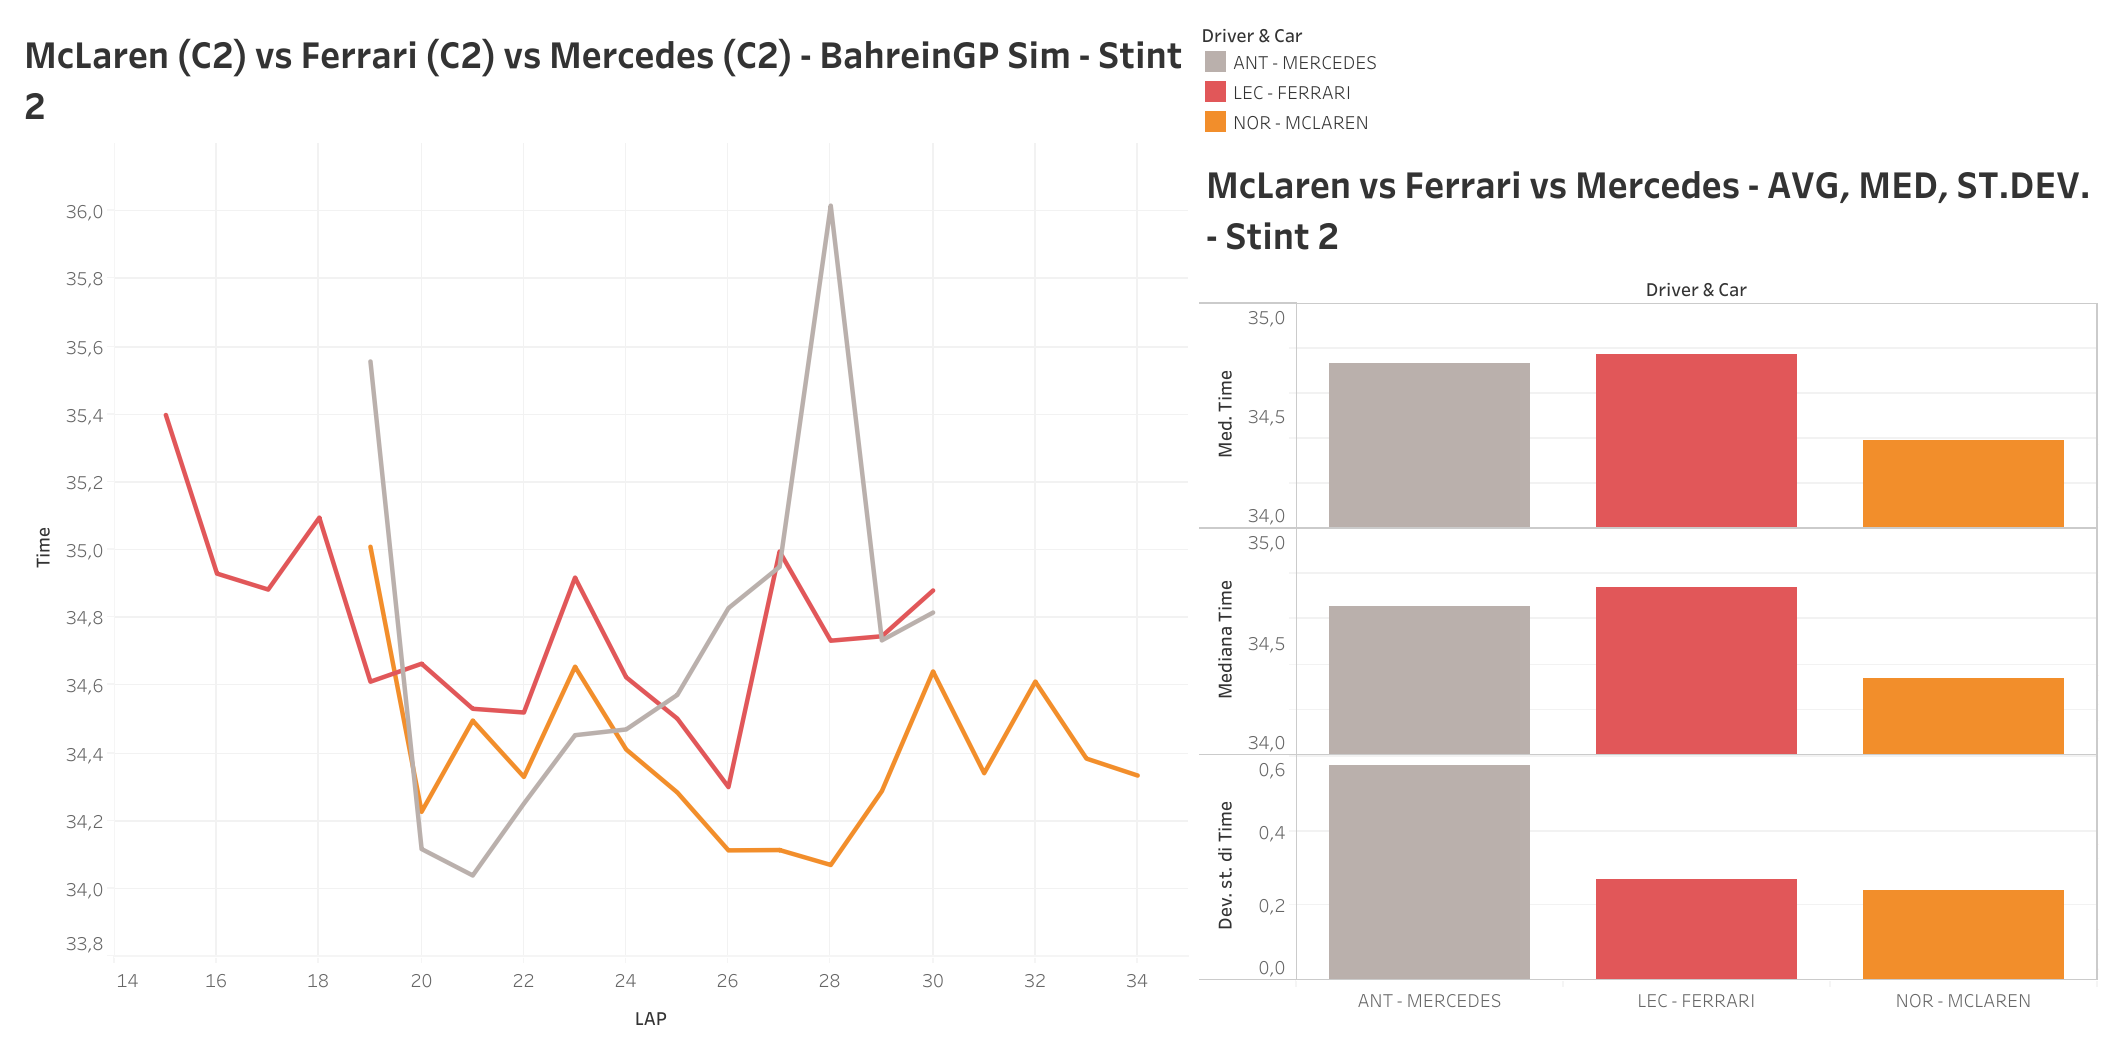 McLaren (C2) vs Ferrari (C2) vs Mercedes (C2) - BahreinGP Sim - Stint
2
36,0
35,8
35,6
35,4
35,2
35,0
34,8
34,6
34,4
34,2
34,0
33,8
Time
14 16 18 20 22 24 26 28 30 32 34
LAP
Driver & Car
ANT - MERCEDES
LEC - FERRARI
NOR - MCLAREN
McLaren vs Ferrari vs Mercedes - AVG, MED, ST.DEV.
- Stint 2
Driver & Car
35,0
34,5
34,0
Med. Time
35,0
34,5
34,0
Mediana Time
0,6
0,4
0,2
0,0
Dev. st. di Time
ANT - MERCEDES LEC - FERRARI NOR - MCLAREN